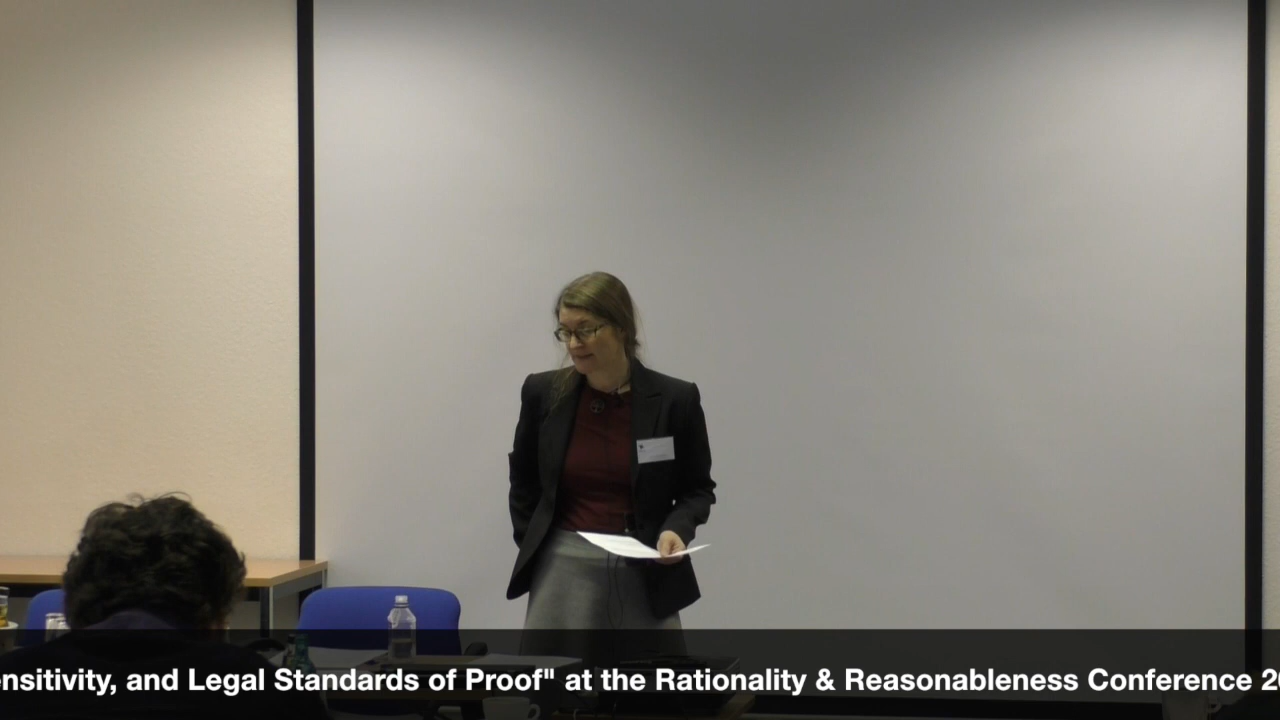 ensitivity, and Legal Standards of Proof" at the Rationality & Reasonableness Conference 20